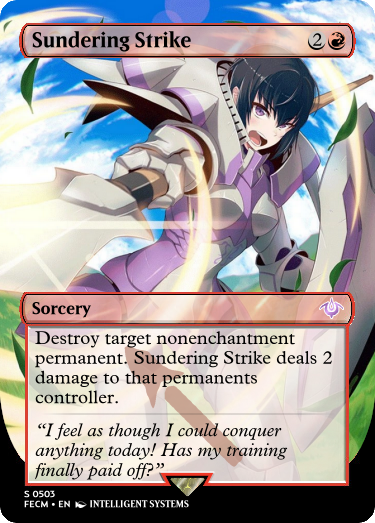 Sundering Strike 2
Sorcery
Destroy target nonenchantment
permanent. Sundering Strike deals 2
damage to that permanents
controller.
“I feel as though I could conquer
anything today! Has my training
finally paid off?”
S 0503
FECM • EN INTELLIGENT SYSTEMS